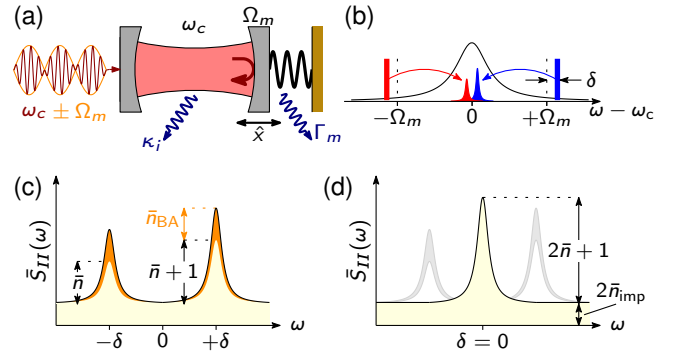 (a)
ω_c
Ω_m
ω_c ± Ω_m
κ_i
x̂
Γ_m
(b)
δ
−Ω_m
0
+Ω_m
ω − ω_c
(c)
S̄_II(ω)
n̄_BA
n̄
n̄ + 1
−δ
0
+δ
ω
(d)
S̄_II(ω)
2n̄ + 1
2n̄_imp
δ = 0
ω